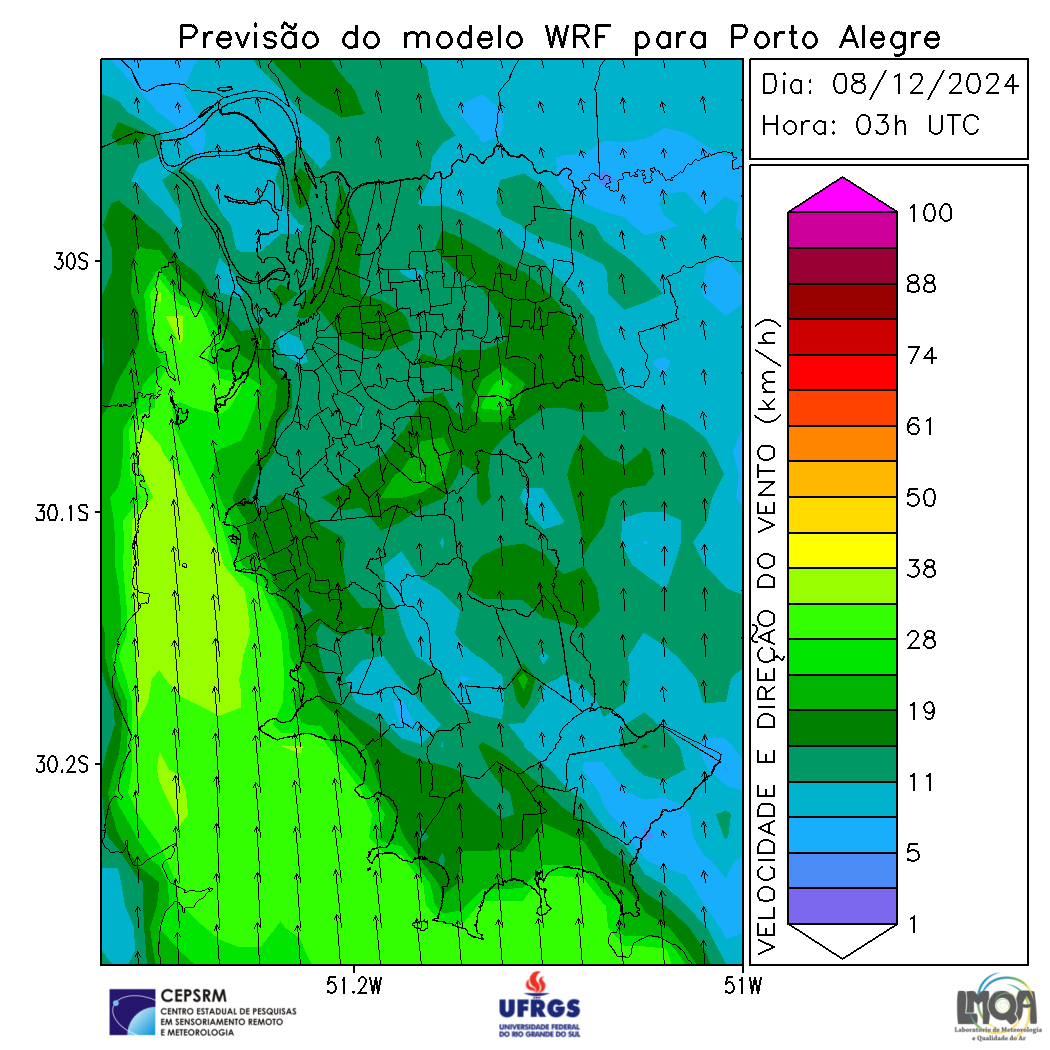 Previsão do modelo WRF para Porto Alegre
Dia: 08/12/2024
Hora: 03h UTC
30S
30.1S
30.2S
51.2W
51W
VELOCIDADE E DIREÇÃO DO VENTO (km/h)
100
88
74
61
50
38
28
19
11
5
1
CEPSRM
CENTRO ESTADUAL DE PESQUISAS
EM SENSORIAMENTO REMOTO
E METEOROLOGIA
UFRGS
UNIVERSIDADE FEDERAL
DO RIO GRANDE DO SUL
LMQA
Laboratório de Meteorologia
e Qualidade do Ar